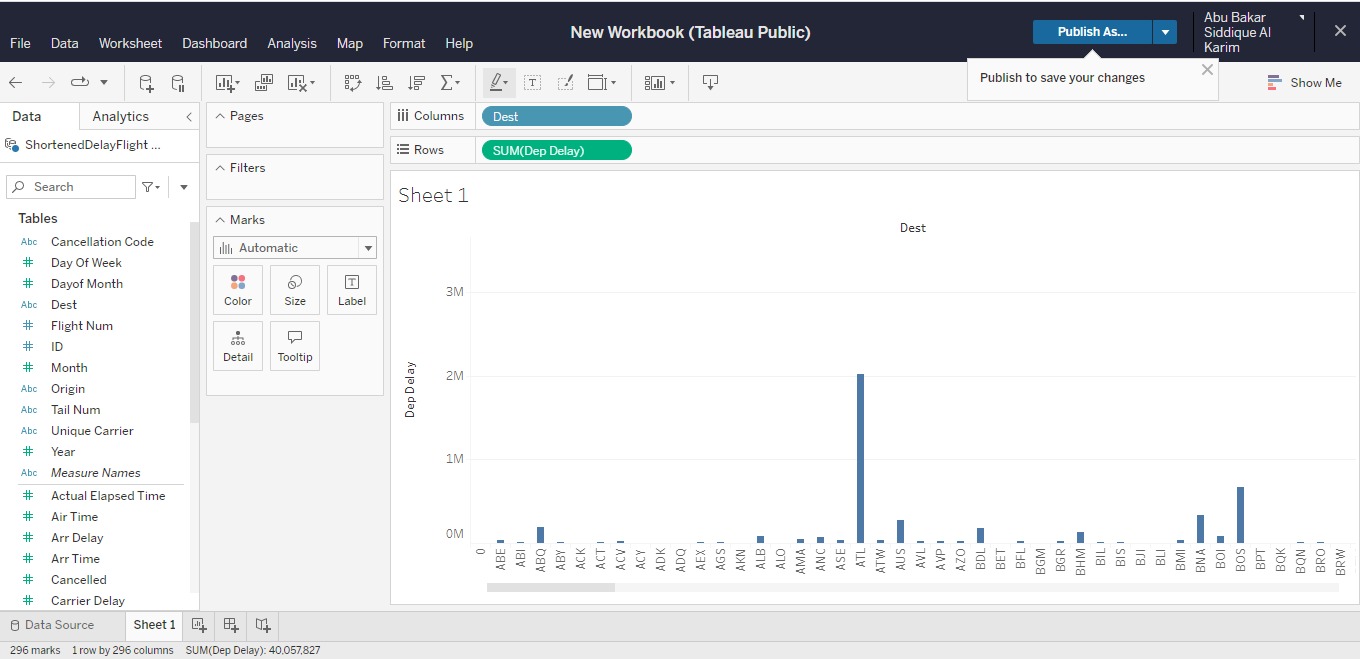 New Workbook (Tableau Public)
Publish As...
Abu Bakar
Siddique Al
Karim
File Data Worksheet Dashboard Analysis Map Format Help
Publish to save your changes
Show Me
Data Analytics
ShortenedDelayFlight ...
Search
Tables
Abc Cancellation Code
# Day Of Week
# Dayof Month
Abc Dest
# Flight Num
# ID
# Month
Abc Origin
Abc Tail Num
Abc Unique Carrier
# Year
Abc Measure Names
# Actual Elapsed Time
# Air Time
# Arr Delay
# Arr Time
# Cancelled
# Carrier Delay
Pages
Filters
Marks
Automatic
Color Size T Label
Detail Tooltip
Columns Dest
Rows SUM(Dep Delay)
Sheet 1
Dest
Dep Delay
3M
2M
1M
0M
0 ABE ABI ABQ ABY ACK ACT ACV ACY ADK ADQ AEX AGS AKN ALB ALO AMA ANC ASE ATL ATW AUS AVL AVP AZO BDL BET BFL BGM BGR BHM BIL BIS BJI BLI BMI BNA BOI BOS BPT BQK BQN BRO BRW
Data Source Sheet 1
296 marks 1 row by 296 columns SUM(Dep Delay): 40,057,827